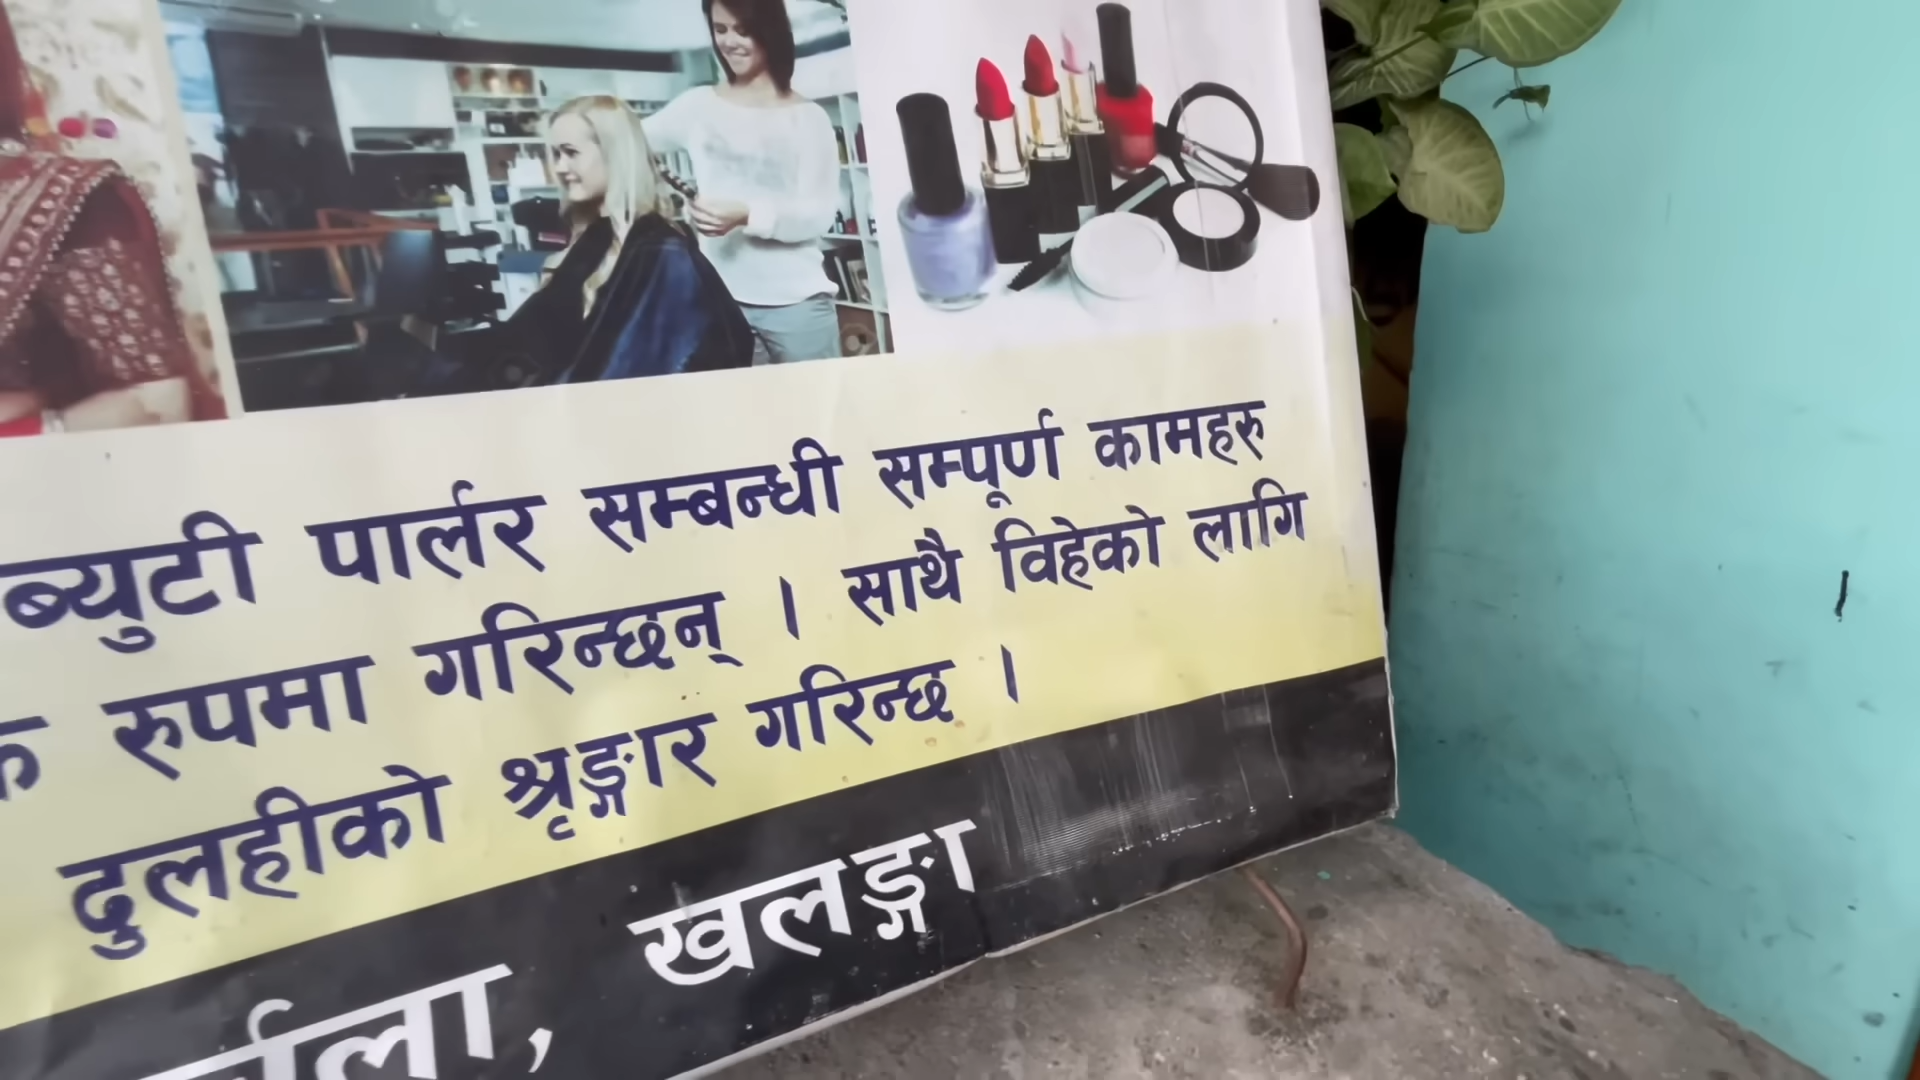 ब्युटी पार्लर सम्बन्धी सम्पूर्ण कामहरु
रुपमा गरिन्छन् । साथै विहेको लागि
दुलहीको श्रृङ्गार गरिन्छ ।
खलङ्गा